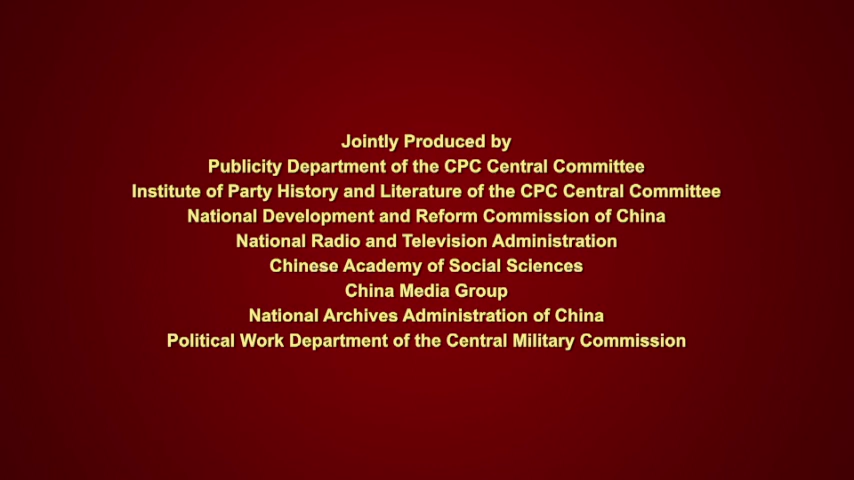 Jointly Produced by
Publicity Department of the CPC Central Committee
Institute of Party History and Literature of the CPC Central Committee
National Development and Reform Commission of China
National Radio and Television Administration
Chinese Academy of Social Sciences
China Media Group
National Archives Administration of China
Political Work Department of the Central Military Commission